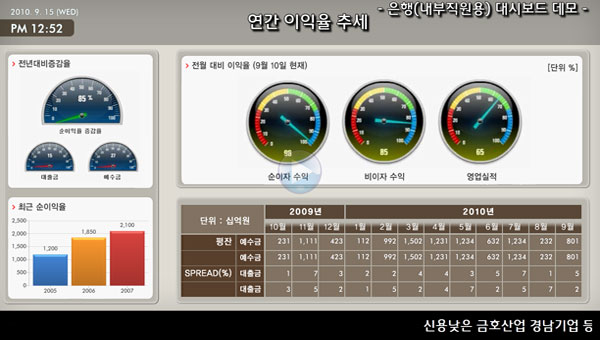 2010. 9. 15 (WED)
PM 12:52
- 은행(내부직원용) 대시보드 데모 -
연간 이익율 추세
전년대비증감율
85 %
순이익율 증감율
15
대출금
27
예수금
전월 대비 이익율 (9월 10일 현재)
[단위 %]
98
순이자 수익
85
비이자 수익
65
영업실적
최근 순이익율
2,500
2,000
1,500
1,000
500
0
1,200
1,850
2,100
2005
2006
2007
단위 : 십억원
2009년
2010년
10월 11월 12월 1월 2월 3월 4월 5월 6월 7월 8월 9월
평잔 예수금 231 1,111 423 112 992 1,502 1,231 1,234 632 1,234 232 801
예수금 231 1,111 423 112 992 1,502 1,231 1,234 632 1,234 232 801
SPREAD(%) 대출금 1 7 3 2 2 4 4 3 5 7 1 5
대출금 3 5 2 1 5 2 4 7 2 5 7 2
신용낮은 금호산업 경남기업 등